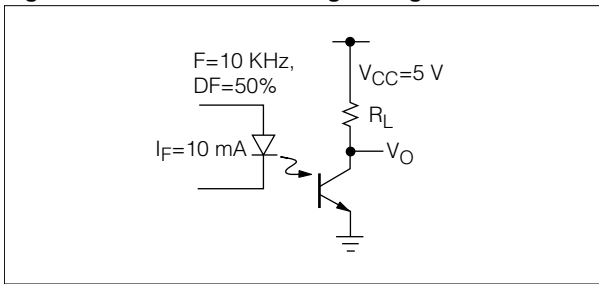 F=10 KHz,
DF=50%
VCC=5 V
RL
IF=10 mA
VO